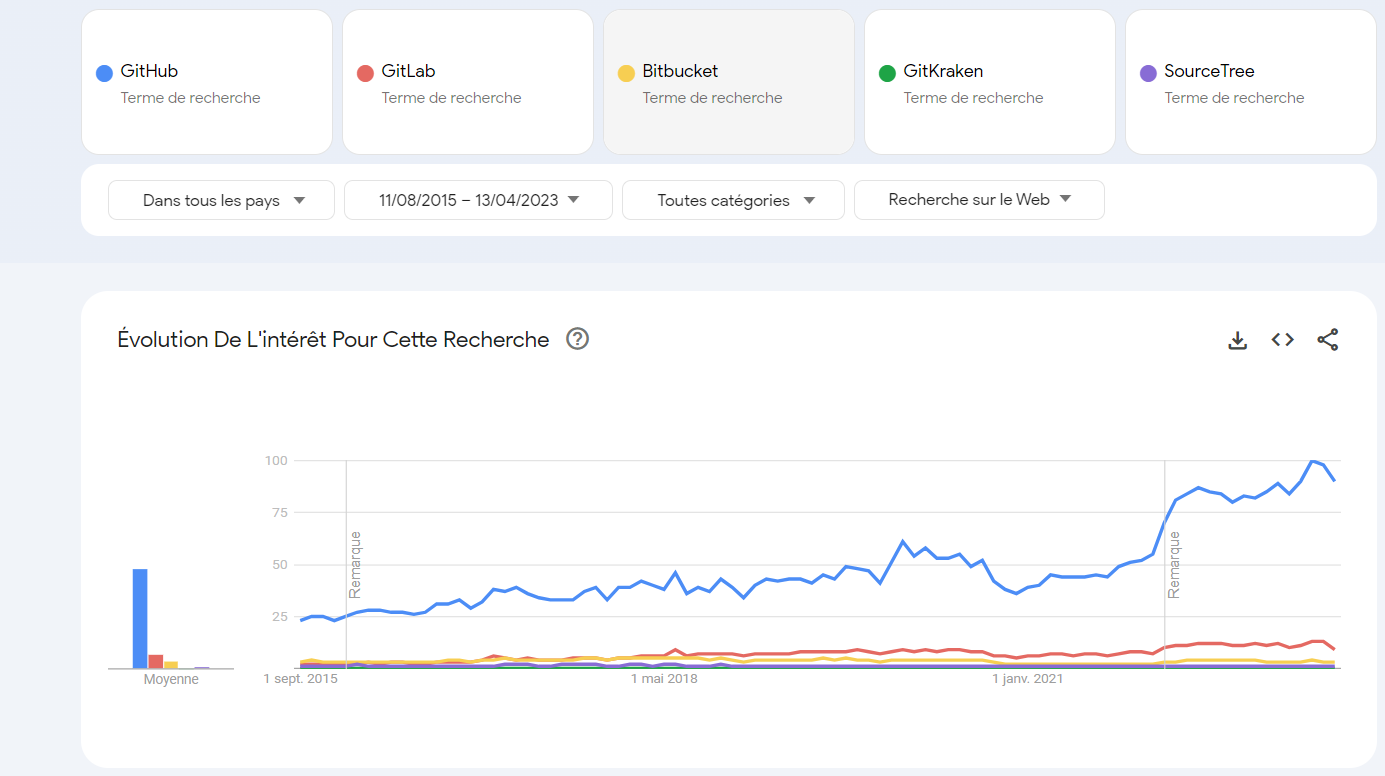 GitHub
Terme de recherche
GitLab
Terme de recherche
Bitbucket
Terme de recherche
GitKraken
Terme de recherche
SourceTree
Terme de recherche
Dans tous les pays
11/08/2015 – 13/04/2023
Toutes catégories
Recherche sur le Web
Évolution De L'intérêt Pour Cette Recherche
?
100
75
50
25
Remarque
Remarque
Moyenne
1 sept. 2015
1 mai 2018
1 janv. 2021